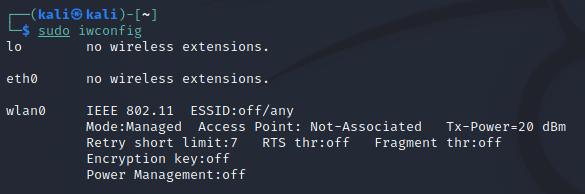 ┌──(kali㉿kali)-[~]
└─$ sudo iwconfig
lo        no wireless extensions.
eth0      no wireless extensions.
wlan0     IEEE 802.11  ESSID:off/any
          Mode:Managed  Access Point: Not-Associated   Tx-Power=20 dBm
          Retry short limit:7   RTS thr:off   Fragment thr:off
          Encryption key:off
          Power Management:off